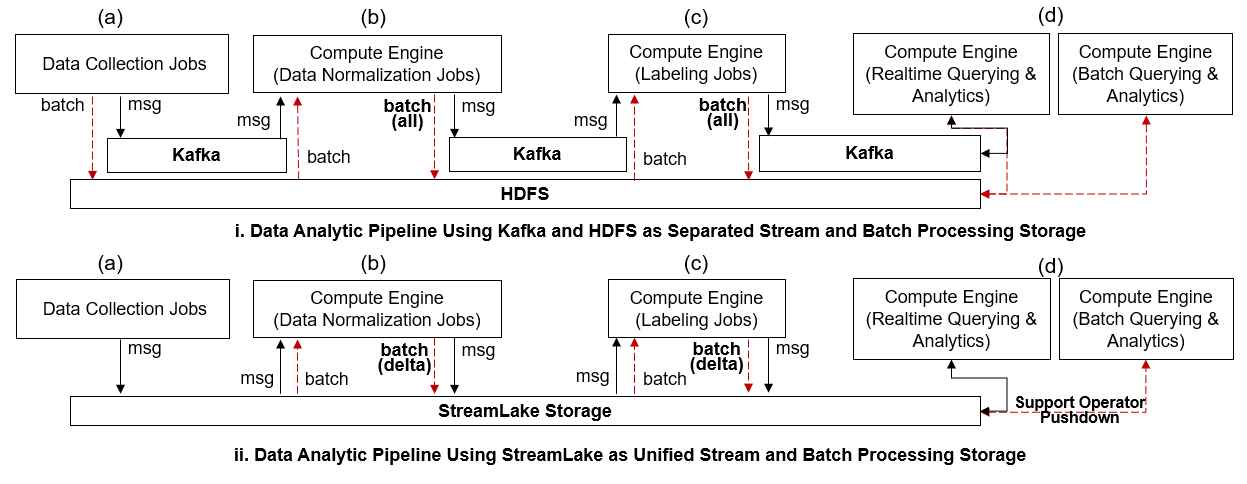 (a)
(b)
(c)
(d)
Data Collection Jobs
Compute Engine
(Data Normalization Jobs)
Compute Engine
(Labeling Jobs)
Compute Engine
(Realtime Querying &
Analytics)
Compute Engine
(Batch Querying &
Analytics)
batch
msg
msg
batch
batch
(all)
msg
msg
batch
batch
(all)
msg
Kafka
Kafka
Kafka
HDFS
i. Data Analytic Pipeline Using Kafka and HDFS as Separated Stream and Batch Processing Storage
(a)
(b)
(c)
(d)
Data Collection Jobs
Compute Engine
(Data Normalization Jobs)
Compute Engine
(Labeling Jobs)
Compute Engine
(Realtime Querying &
Analytics)
Compute Engine
(Batch Querying &
Analytics)
msg
msg
batch
batch
(delta)
msg
msg
batch
batch
(delta)
msg
StreamLake Storage
Support Operator
Pushdown
ii. Data Analytic Pipeline Using StreamLake as Unified Stream and Batch Processing Storage